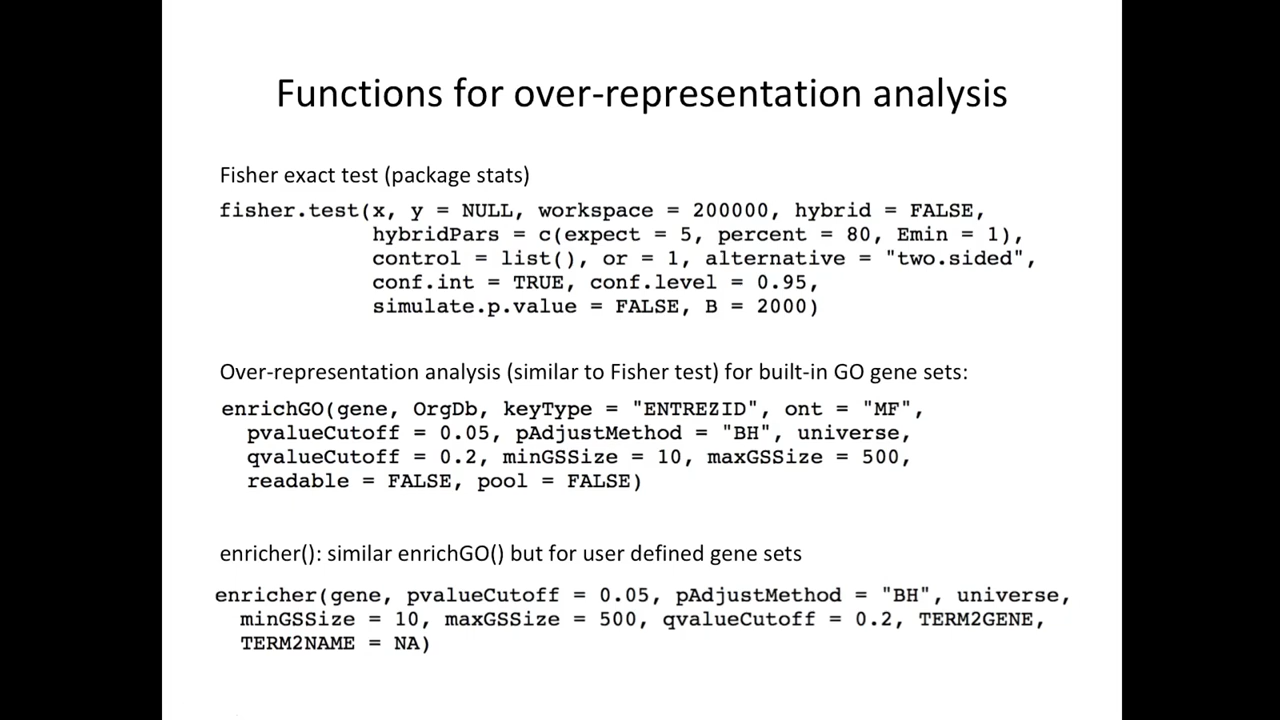 Functions for over-representation analysis
Fisher exact test (package stats)
fisher.test(x, y = NULL, workspace = 200000, hybrid = FALSE,
hybridPars = c(expect = 5, percent = 80, Emin = 1),
control = list(), or = 1, alternative = "two.sided",
conf.int = TRUE, conf.level = 0.95,
simulate.p.value = FALSE, B = 2000)
Over-representation analysis (similar to Fisher test) for built-in GO gene sets:
enrichGO(gene, OrgDb, keyType = "ENTREZID", ont = "MF",
pvalueCutoff = 0.05, pAdjustMethod = "BH", universe,
qvalueCutoff = 0.2, minGSSize = 10, maxGSSize = 500,
readable = FALSE, pool = FALSE)
enricher(): similar enrichGO() but for user defined gene sets
enricher(gene, pvalueCutoff = 0.05, pAdjustMethod = "BH", universe,
minGSSize = 10, maxGSSize = 500, qvalueCutoff = 0.2, TERM2GENE,
TERM2NAME = NA)